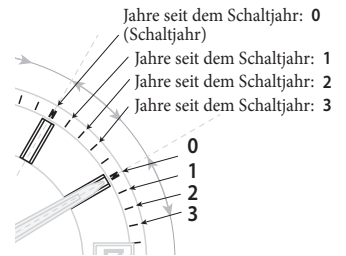 Jahre seit dem Schaltjahr: 0
(Schaltjahr)
Jahre seit dem Schaltjahr: 1
Jahre seit dem Schaltjahr: 2
Jahre seit dem Schaltjahr: 3
0
1
2
3